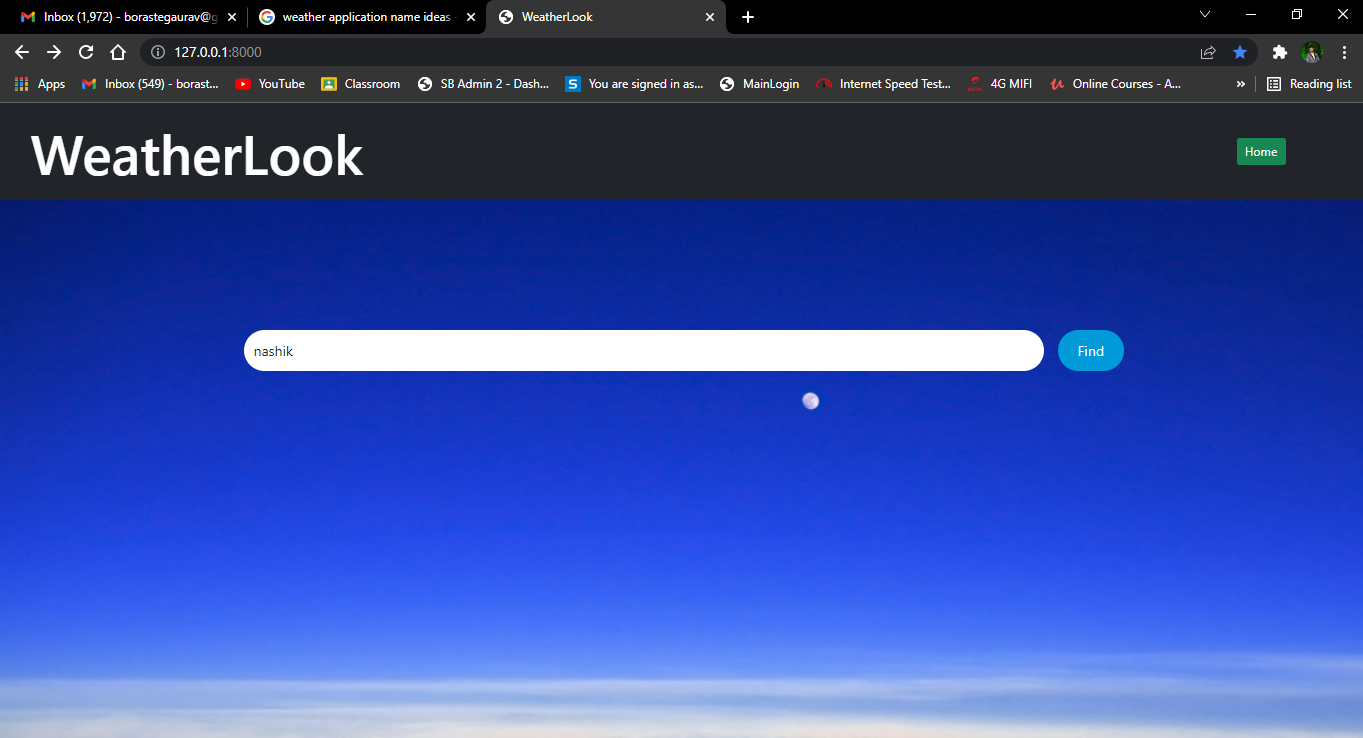 Inbox (1,972) - borastegaurav@g
weather application name ideas -
WeatherLook
127.0.0.1:8000
Apps
Inbox (549) - borast...
YouTube
Classroom
SB Admin 2 - Dash...
S
You are signed in as...
MainLogin
Internet Speed Test...
airtel
4G MIFI
Online Courses - A...
»
Reading list
WeatherLook
Home
nashik
Find